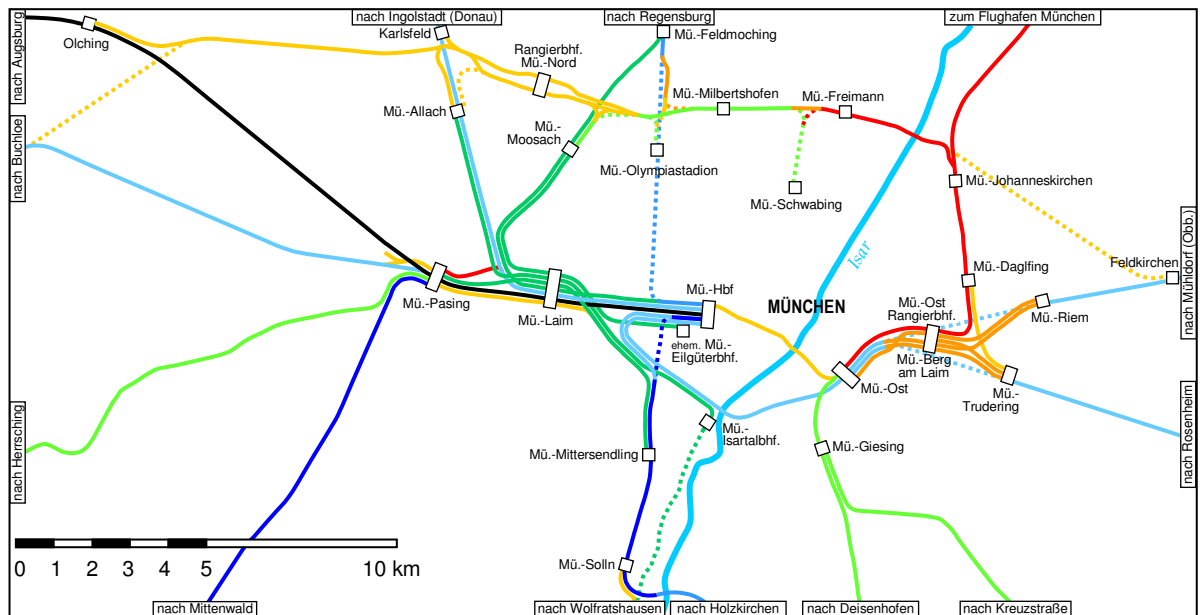 nach Ingolstadt (Donau)
nach Regensburg
zum Flughafen München
nach Augsburg
Olching
Karlsfeld
Rangierbhf.
Mü.-Nord
Mü.-Feldmoching
Mü.-Allach
Mü.-Milbertshofen
Mü.-Freimann
nach Buchloe
Mü.-
Moosach
Mü.-Olympiastadion
Mü.-Schwabing
Mü.-Johanneskirchen
nach Mühldorf (Obb.)
Isar
Mü.-Pasing
Mü.-Laim
Mü.-Hbf
MÜNCHEN
Mü.-Daglfing
Feldkirchen
Mü.-Ost
Rangierbhf.
Mü.-Riem
ehem. Mü.-
Eilgüterbhf.
Mü.-Berg
am Laim
Mü.-Ost
Mü.-
Trudering
nach Herrsching
Mü.-
Isartalbhf.
Mü.-Mittersendling
Mü.-Giesing
nach Rosenheim
Mü.-Solln
0 1 2 3 4 5 10 km
nach Mittenwald
nach Wolfratshausen
nach Holzkirchen
nach Deisenhofen
nach Kreuzstraße